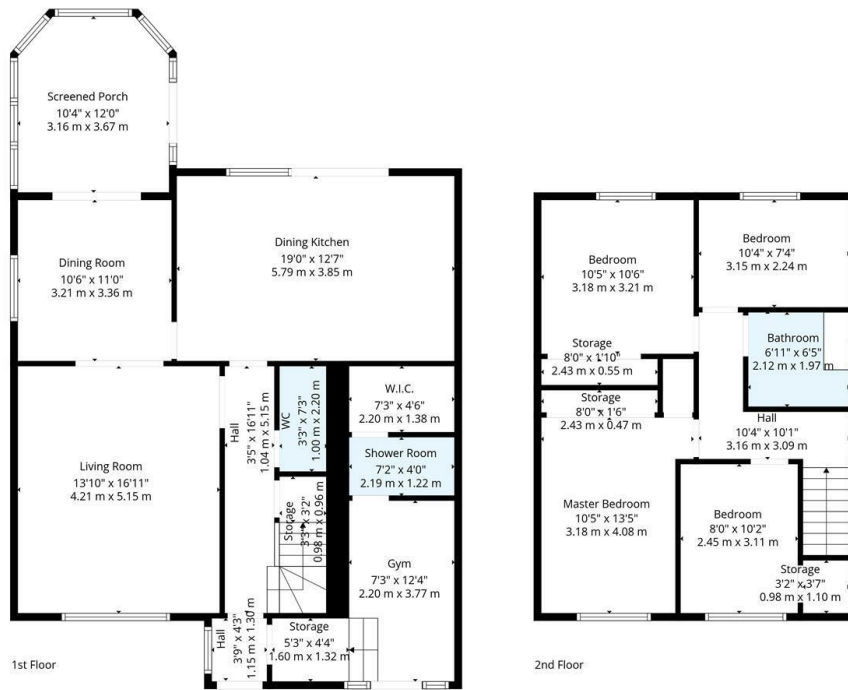 Screened Porch
10'4" x 12'0"
3.16 m x 3.67 m
Dining Room
10'6" x 11'0"
3.21 m x 3.36 m
Dining Kitchen
19'0" x 12'7"
5.79 m x 3.85 m
Living Room
13'10" x 16'11"
4.21 m x 5.15 m
Hall
3'5" x 16'11"
1.04 m x 5.15 m
WC
3'3" x 7'3"
1.00 m x 2.20 m
W.I.C.
7'3" x 4'6"
2.20 m x 1.38 m
Shower Room
7'2" x 4'0"
2.19 m x 1.22 m
Storage
3'3" x 3'2"
0.98 m x 0.96 m
Gym
7'3" x 12'4"
2.20 m x 3.77 m
Hall
3'9" x 4'3"
1.15 m x 1.30 m
Storage
5'3" x 4'4"
1.60 m x 1.32 m
1st Floor
Bedroom
10'5" x 10'6"
3.18 m x 3.21 m
Bedroom
10'4" x 7'4"
3.15 m x 2.24 m
Storage
8'0" x 1'10"
2.43 m x 0.55 m
Bathroom
6'11" x 6'5"
2.12 m x 1.97 m
Storage
8'0" x 1'6"
2.43 m x 0.47 m
Hall
10'4" x 10'1"
3.16 m x 3.09 m
Master Bedroom
10'5" x 13'5"
3.18 m x 4.08 m
Bedroom
8'0" x 10'2"
2.45 m x 3.11 m
Storage
3'2" x 3'7"
0.98 m x 1.10 m
2nd Floor